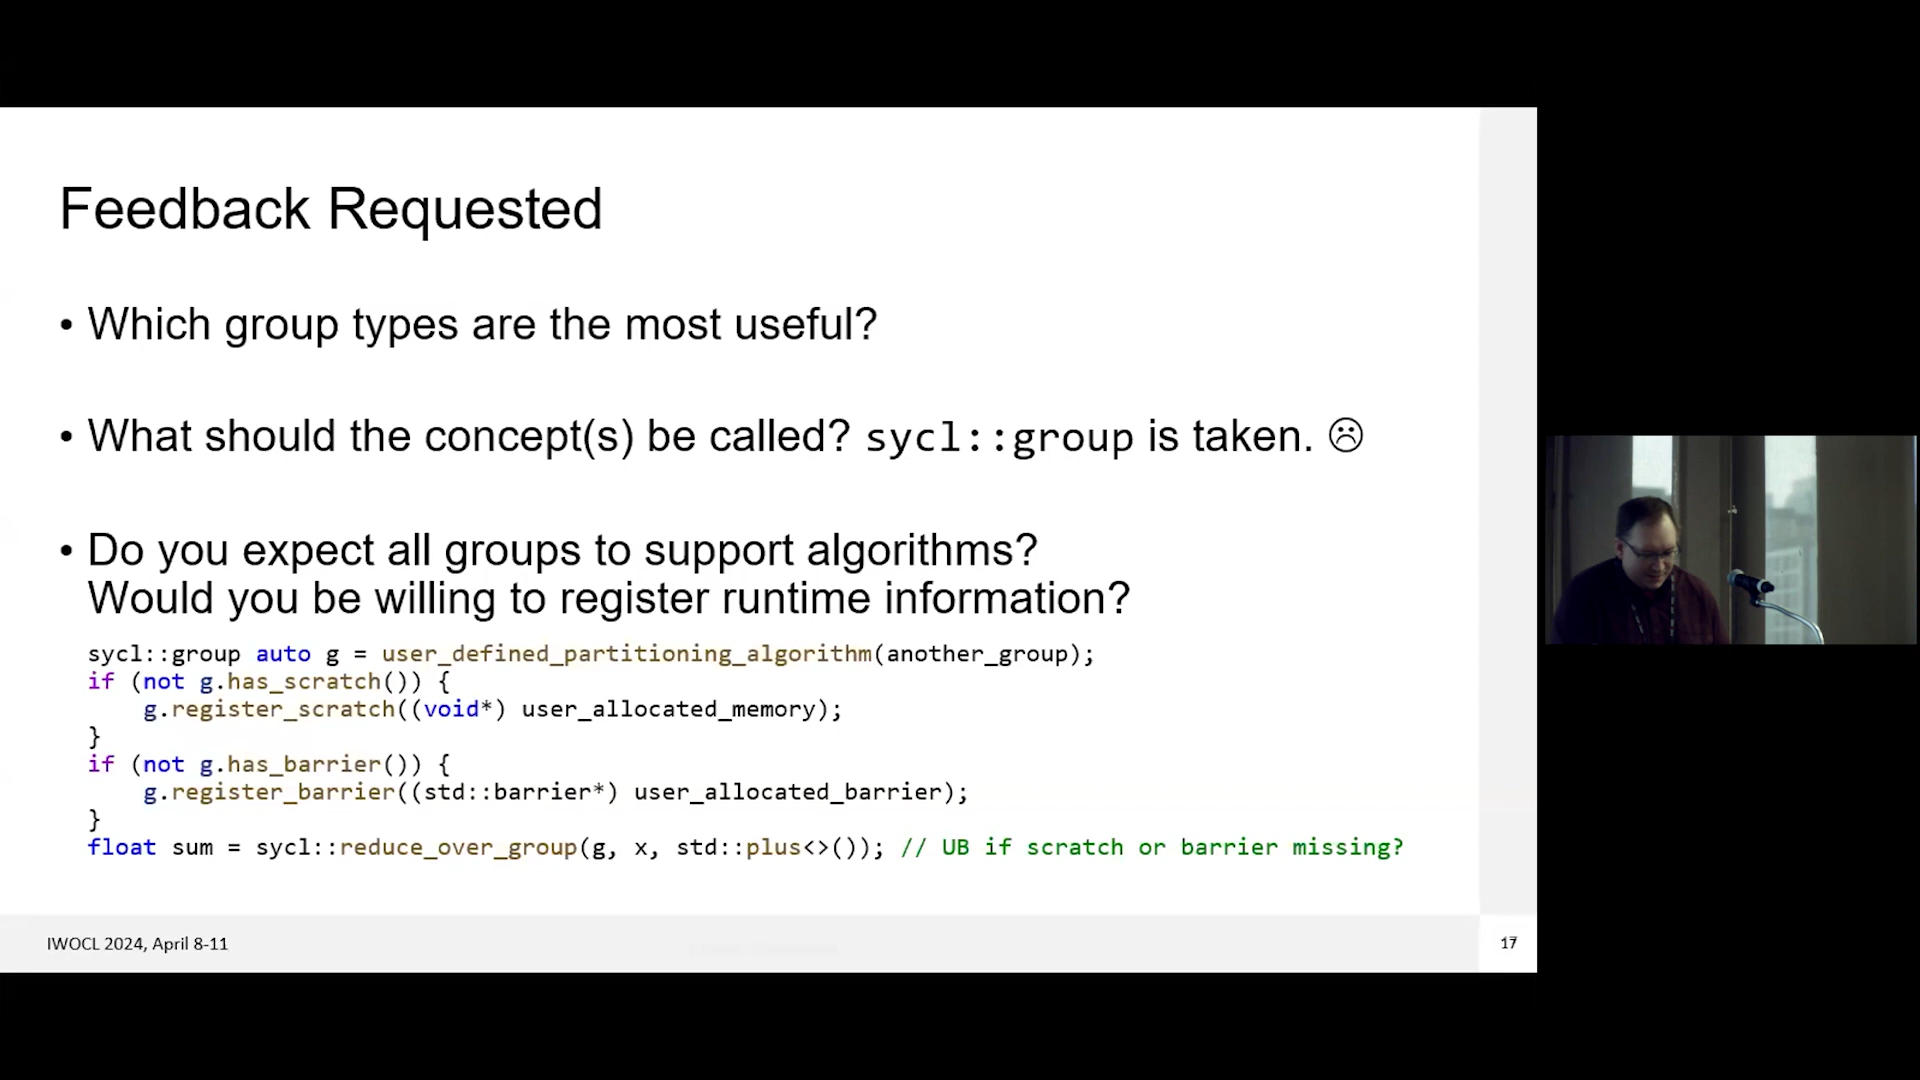 Feedback Requested
• Which group types are the most useful?
• What should the concept(s) be called? sycl::group is taken. ☹
• Do you expect all groups to support algorithms?
Would you be willing to register runtime information?
sycl::group auto g = user_defined_partitioning_algorithm(another_group);
if (not g.has_scratch()) {
    g.register_scratch((void*) user_allocated_memory);
}
if (not g.has_barrier()) {
    g.register_barrier((std::barrier*) user_allocated_barrier);
}
float sum = sycl::reduce_over_group(g, x, std::plus<>()); // UB if scratch or barrier missing?
IWOCL 2024, April 8-11
17